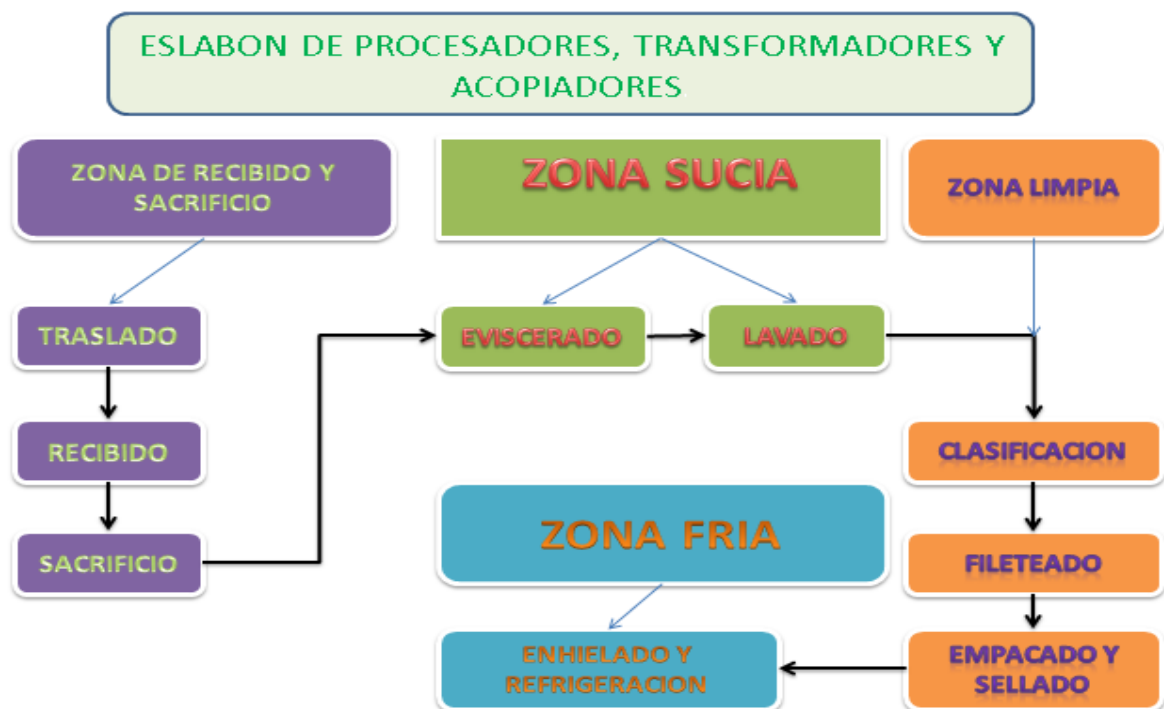 ESLABON DE PROCESADORES, TRANSFORMADORES Y
ACOPIADORES
ZONA DE RECIBIDO Y
SACRIFICIO
ZONA SUCIA
ZONA LIMPIA
TRASLADO
EVISCERADO
LAVADO
RECIBIDO
CLASIFICACION
ZONA FRIA
SACRIFICIO
FILETEADO
ENHIELADO Y
REFRIGERACION
EMPACADO Y
SELLADO